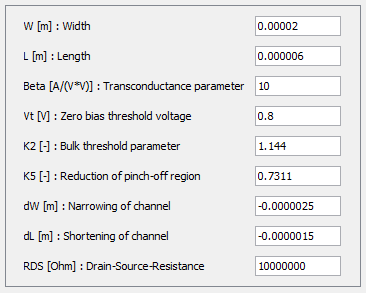 W [m] : Width 0.00002
L [m] : Length 0.000006
Beta [A/(V*V)] : Transconductance parameter 10
Vt [V] : Zero bias threshold voltage 0.8
K2 [-] : Bulk threshold parameter 1.144
K5 [-] : Reduction of pinch-off region 0.7311
dW [m] : Narrowing of channel -0.0000025
dL [m] : Shortening of channel -0.0000015
RDS [Ohm] : Drain-Source-Resistance 10000000